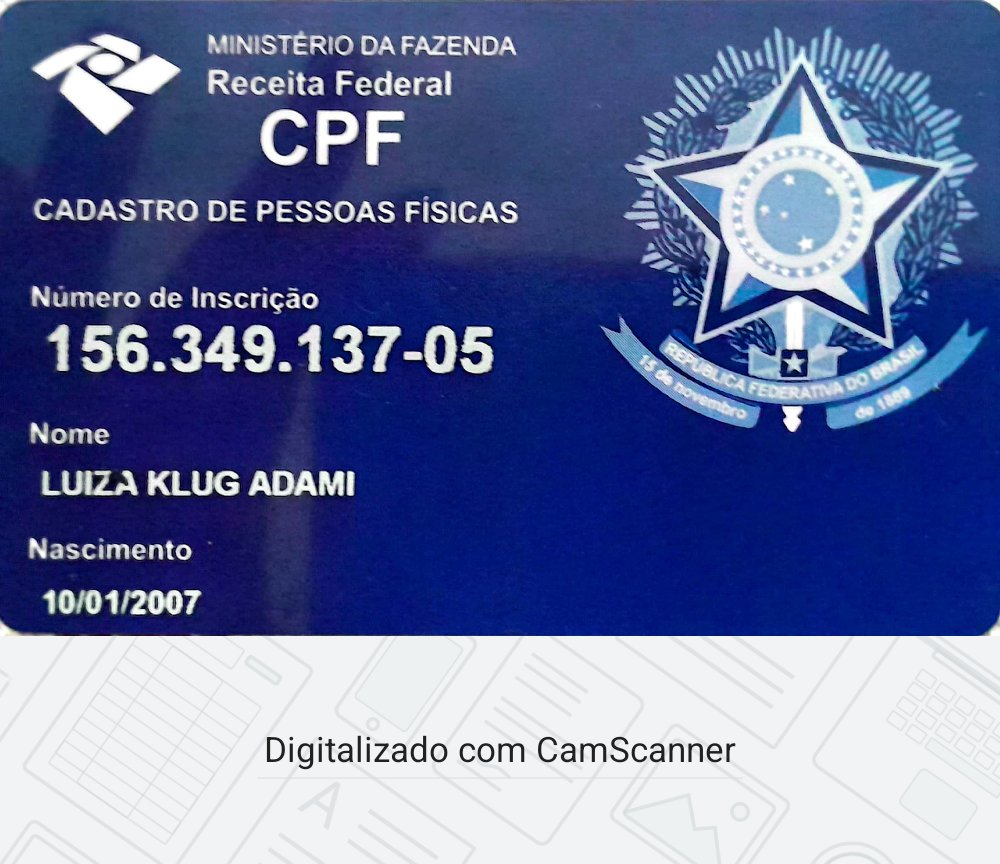 MINISTÉRIO DA FAZENDA
Receita Federal
CPF
CADASTRO DE PESSOAS FÍSICAS
Número de Inscrição
156.349.137-05
Nome
LUIZA KLUG ADAMI
Nascimento
10/01/2007
REPÚBLICA FEDERATIVA DO BRASIL
15 de novembro
de 1889
Digitalizado com CamScanner